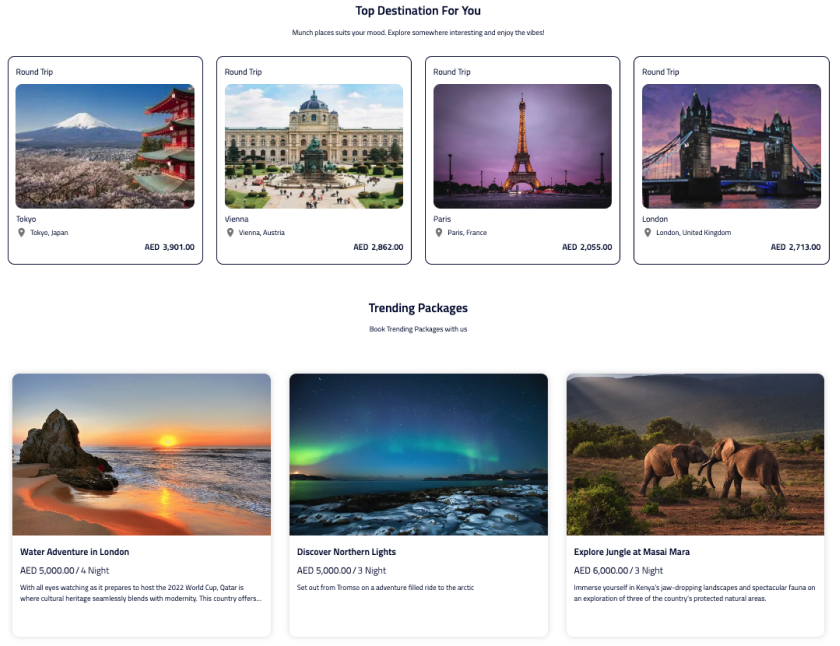 Top Destination For You
Munch places suits your mood. Explore somewhere interesting and enjoy the vibes!
Round Trip
Tokyo
Tokyo, Japan
AED 3,901.00
Round Trip
Vienna
Vienna, Austria
AED 2,862.00
Round Trip
Paris
Paris, France
AED 2,055.00
Round Trip
London
London, United Kingdom
AED 2,713.00
Trending Packages
Book Trending Packages with us
Water Adventure in London
AED 5,000.00 / 4 Night
With all eyes watching as it prepares to host the 2022 World Cup, Qatar is
where cultural heritage seamlessly blends with modernity. This country offers...
Discover Northern Lights
AED 5,000.00 / 3 Night
Set out from Tromso on a adventure filled ride to the arctic
Explore Jungle at Masai Mara
AED 6,000.00 / 3 Night
Immerse yourself in Kenya's jaw-dropping landscapes and spectacular fauna on
an exploration of three of the country's protected natural areas.